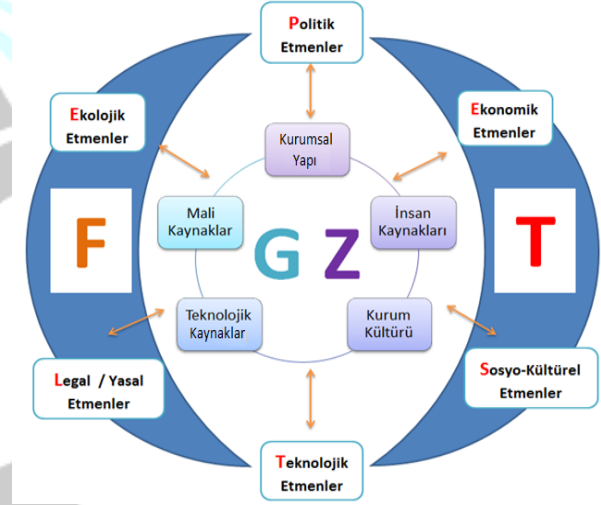 Politik
Etmenler
Ekolojik
Etmenler
Ekonomik
Etmenler
Kurumsal
Yapı
Mali
Kaynaklar
İnsan
Kaynakları
F
G Z
T
Teknolojik
Kaynaklar
Kurum
Kültürü
Legal / Yasal
Etmenler
Sosyo-Kültürel
Etmenler
Teknolojik
Etmenler